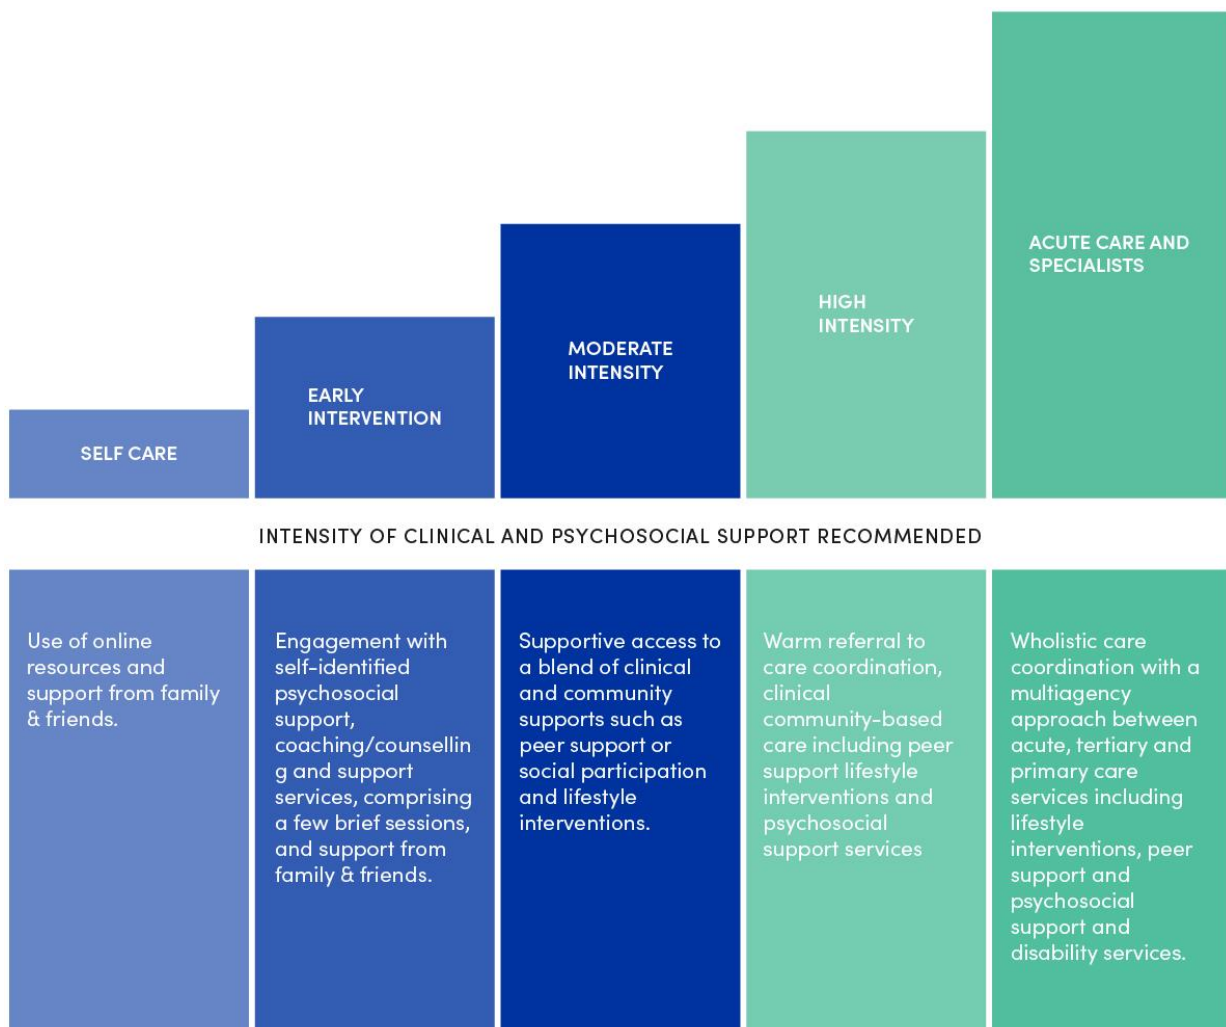 ACUTE CARE AND
SPECIALISTS
HIGH
INTENSITY
MODERATE
INTENSITY
EARLY
INTERVENTION
SELF CARE
INTENSITY OF CLINICAL AND PSYCHOSOCIAL SUPPORT RECOMMENDED
Use of online
resources and
support from family
& friends.
Engagement with
self-identified
psychosocial
support,
coaching/counsellin
g and support
services, comprising
a few brief sessions,
and support from
family & friends.
Supportive access to
a blend of clinical
and community
supports such as
peer support or
social participation
and lifestyle
interventions.
Warm referral to
care coordination,
clinical
community-based
care including peer
support lifestyle
interventions and
psychosocial
support services
Wholistic care
coordination with a
multiagency
approach between
acute, tertiary and
primary care
services including
lifestyle
interventions, peer
support and
psychosocial
support and
disability services.